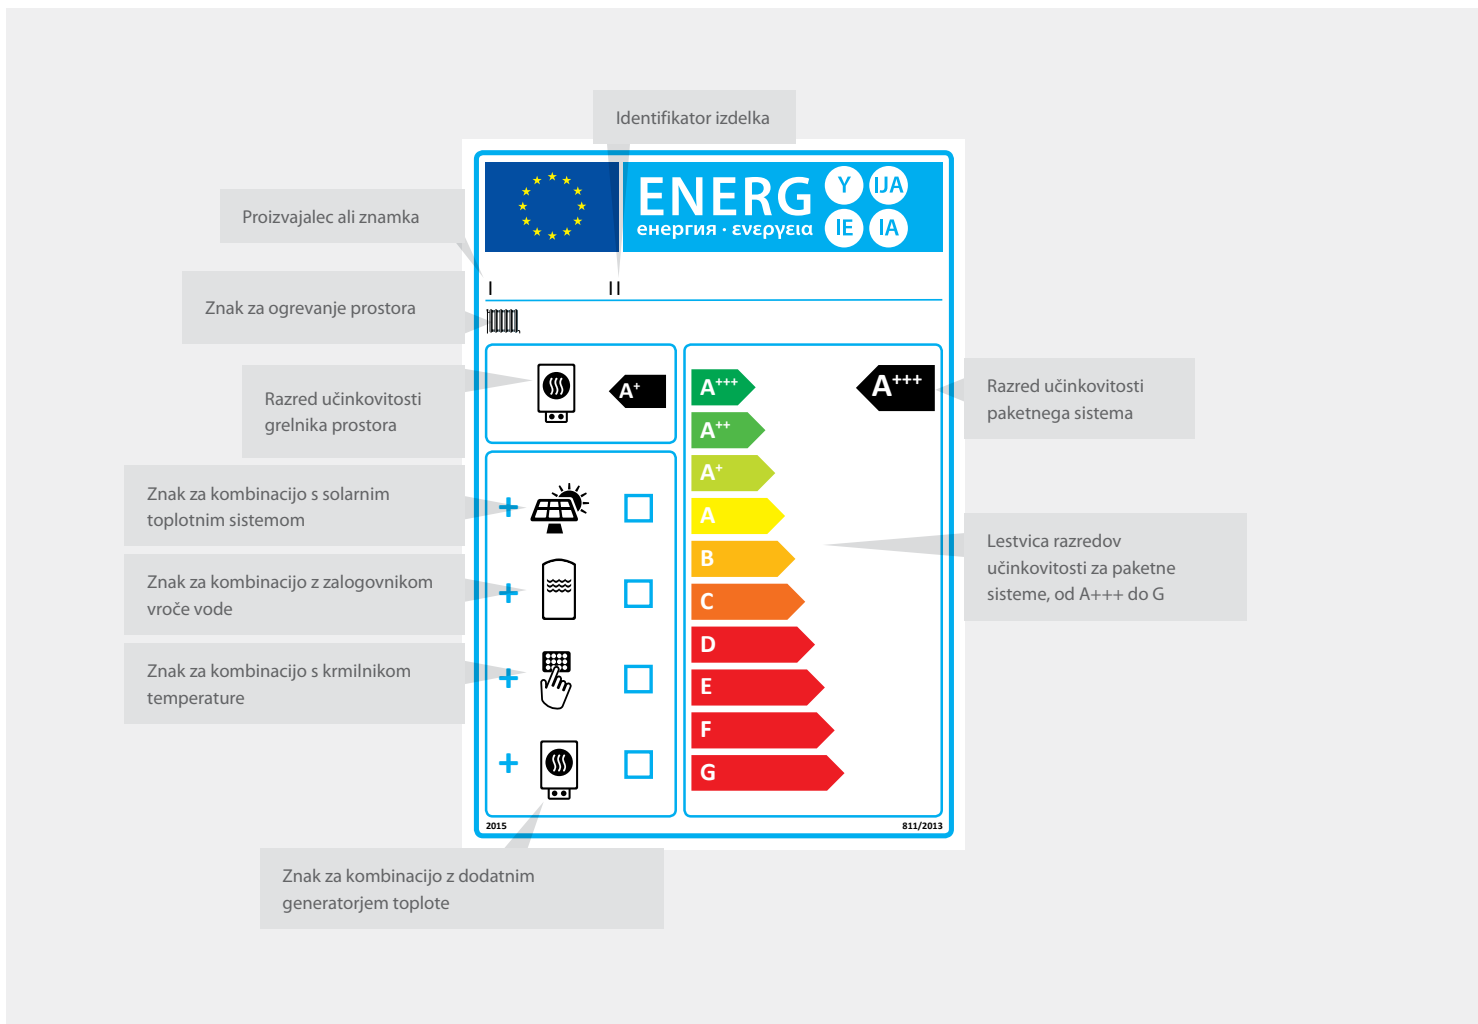 Identifikator izdelka
ENERG
Y IJA
IE IA
енергия · ενεργεια
Proizvajalec ali znamka
I II
Znak za ogrevanje prostora
Razred učinkovitosti
grelnika prostora
A+
A+++
A++
A+
A
B
C
D
E
F
G
A+++
Razred učinkovitosti
paketnega sistema
Znak za kombinacijo s solarnim
toplotnim sistemom
+
Znak za kombinacijo z zalogovnikom
vroče vode
+
Znak za kombinacijo s krmilnikom
temperature
+
+
Lestvica razredov
učinkovitosti za paketne
sisteme, od A+++ do G
2015
811/2013
Znak za kombinacijo z dodatnim
generatorjem toplote